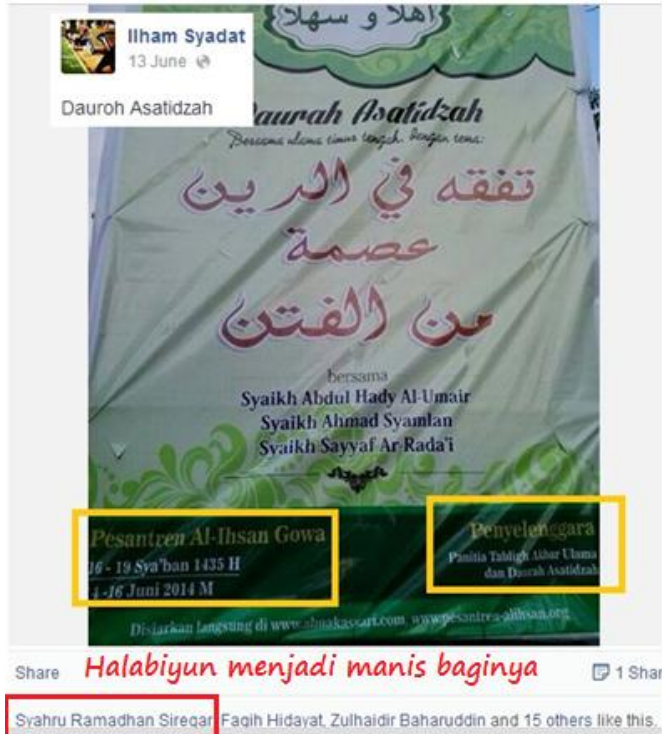 أهلا و سهلا
Ilham Syadat
13 June
Dauroh Asatidzah
Daurah Asatidzah
Bersama ulama timur tengah, dengan tema:
تفقه في الدين
عصمة
من الفتن
bersama
Syaikh Abdul Hady Al-Umair
Syaikh Ahmad Syamlan
Syaikh Sayyaf Ar-Rada'i
Pesantren Al-Ihsan Gowa
16 - 19 Sya'ban 1435 H
-16 Juni 2014 M
Penyelenggara
Panitia Tabligh Akbar Ulama
dan Daurah Asatidzah
Disiarkan langsung di www.almakassari.com, www.pesantren-alihsan.org
Share
Halabiyun menjadi manis baginya
1 Shar
Syahru Ramadhan Siregar, Faqih Hidayat, Zulhaidir Baharuddin and 15 others like this.